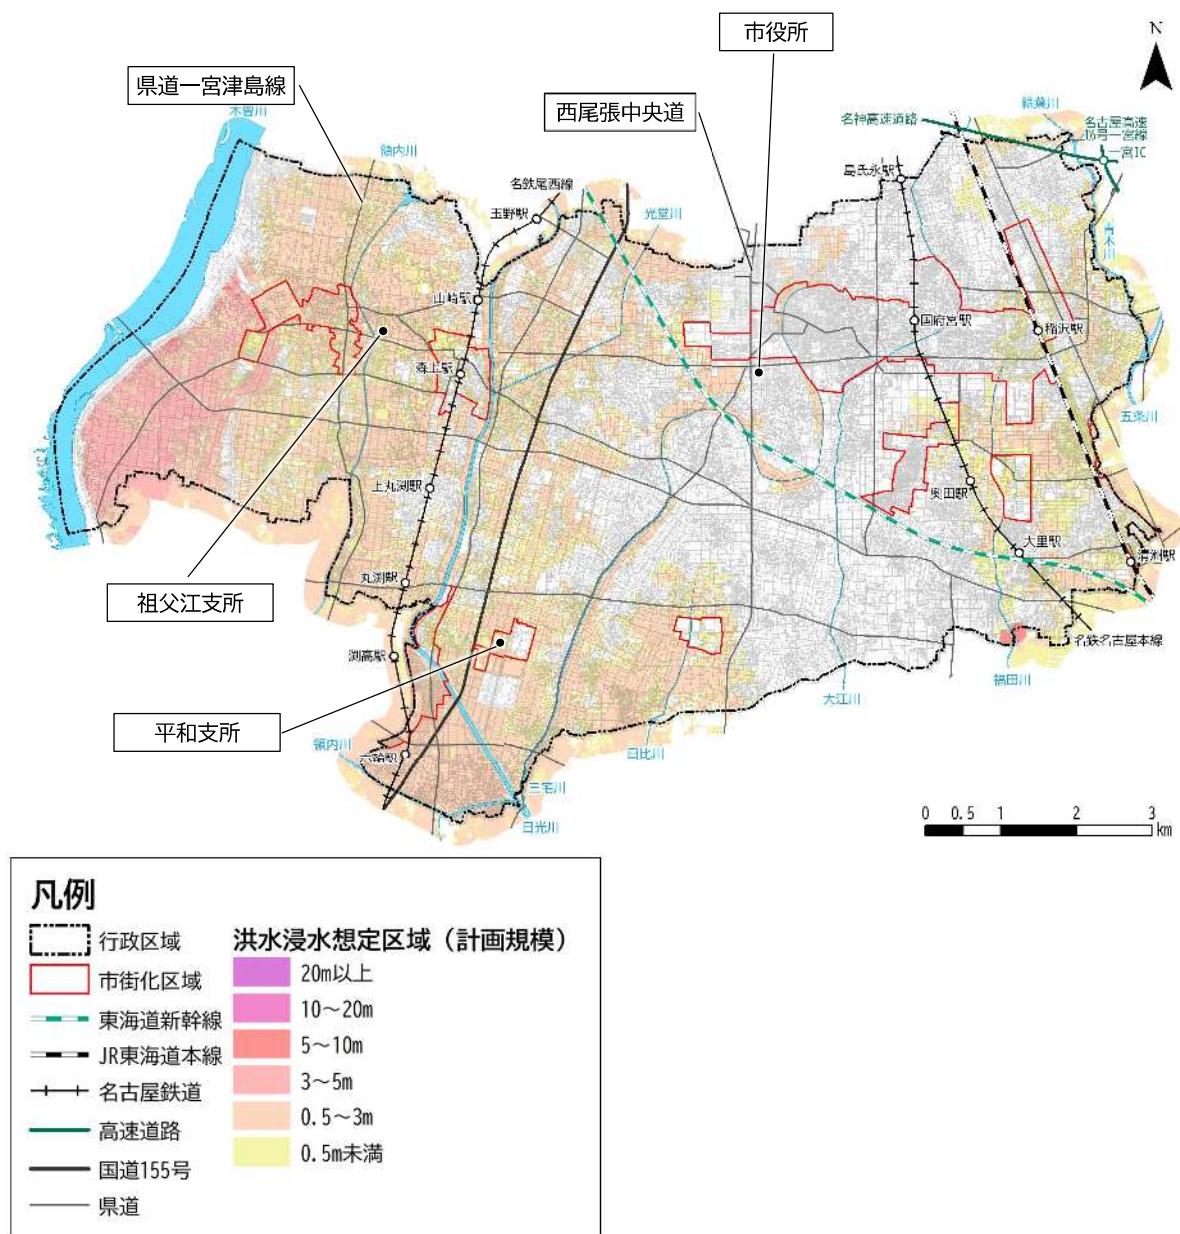 市役所
N
県道一宮津島線
西尾張中央道
木曽川
領内川
名鉄尾西線
玉野駅
光堂川
名神高速道路
緑葉川
名古屋高速
16号一宮線
一宮IC
島氏永駅
青木川
山崎駅
国府宮駅
稲沢駅
森上駅
五条川
上丸渕駅
奥田駅
大里駅
清洲駅
丸渕駅
祖父江支所
渕高駅
名鉄名古屋本線
福田川
大江川
平和支所
領内川
六輪駅
日比川
三宅川
日光川
0 0.5 1 2 3
km
凡例
行政区域
市街化区域
東海道新幹線
JR東海道本線
名古屋鉄道
高速道路
国道155号
県道
洪水浸水想定区域（計画規模）
20m以上
10～20m
5～10m
3～5m
0.5～3m
0.5m未満